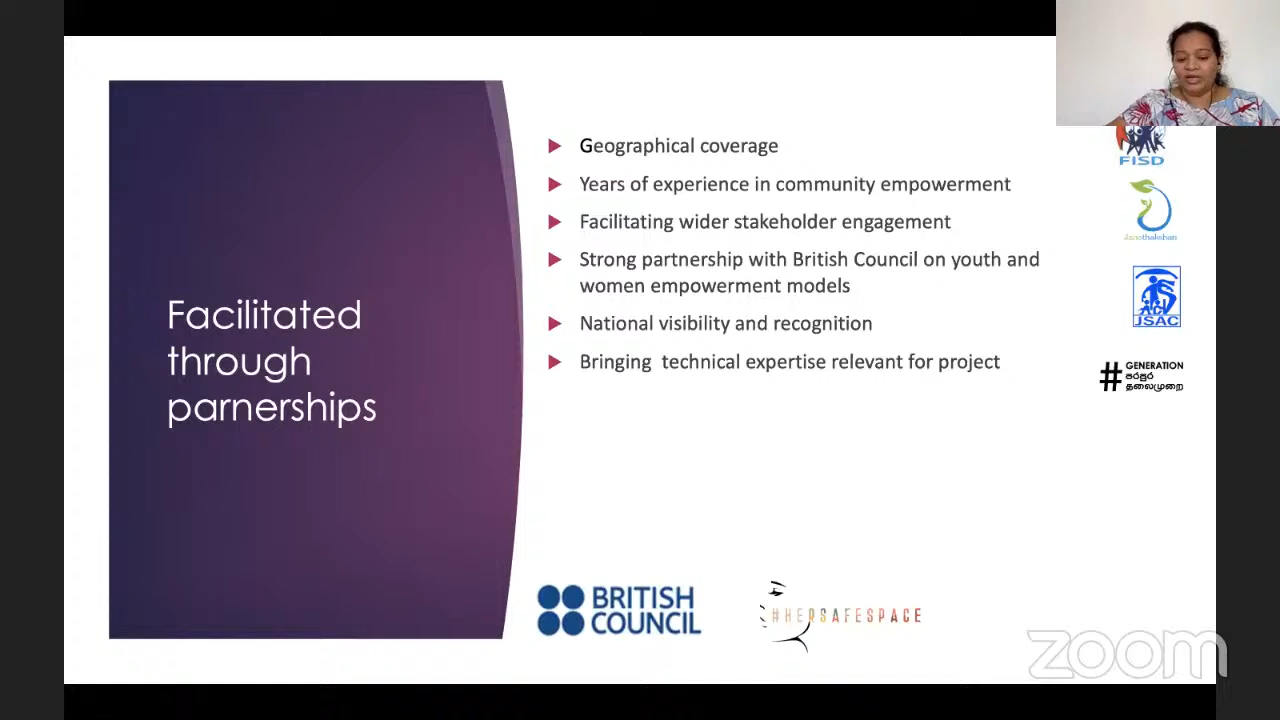 Facilitated
through
parnerships
Geographical coverage
Years of experience in community empowerment
Facilitating wider stakeholder engagement
Strong partnership with British Council on youth and
women empowerment models
National visibility and recognition
Bringing technical expertise relevant for project
FISD
Janathakshan
JSAC
# GENERATION
පරපුර
தலைமுறை
BRITISH
COUNCIL
#HEQSAFESPACE
zoom